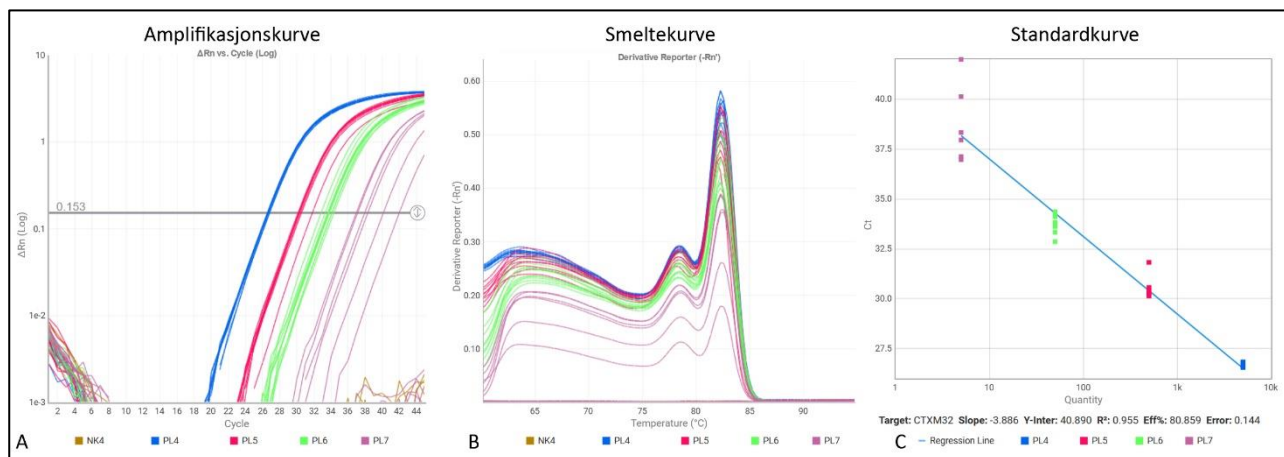 Amplifikasjonskurve
ΔRn vs. Cycle (Log)
ΔRn (Log)
10
1
0.1
1e-2
1e-3
0.153
2 4 6 8 10 12 14 16 18 20 22 24 26 28 30 32 34 36 38 40 42 44
Cycle
A
NK4 PL4 PL5 PL6 PL7
Smeltekurve
Derivative Reporter (-Rn')
Derivative Reporter (-Rn')
0.60
0.50
0.40
0.30
0.20
0.10
65 75 80 85 90
Temperature (°C)
B
NK4 PL4 PL5 PL6 PL7
Standardkurve
Ct
40.0
37.5
35.0
32.5
30.0
27.5
1 10 100 1k 10k
Quantity
Target: CTXM32 Slope: -3.886 Y-Inter: 40.890 R²: 0.955 Eff%: 80.859 Error: 0.144
C
Regression Line PL4 PL5 PL6 PL7